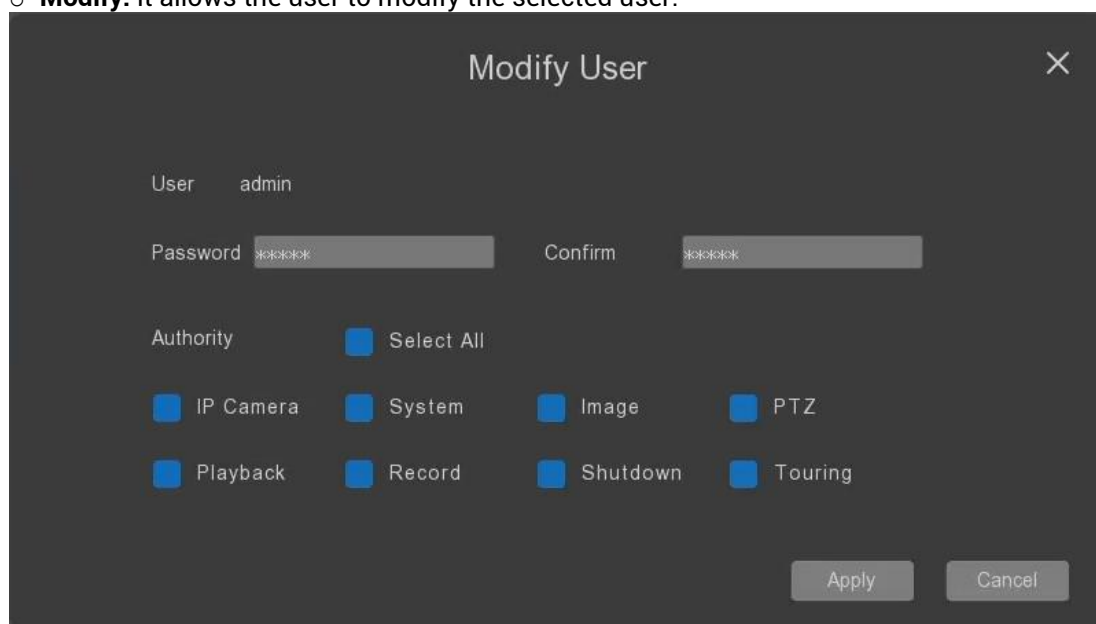 ○ Modify: It allows the user to modify the selected user.
Modify User
User admin
Password ***** Confirm *****
Authority Select All
IP Camera System Image PTZ
Playback Record Shutdown Touring
Apply Cancel